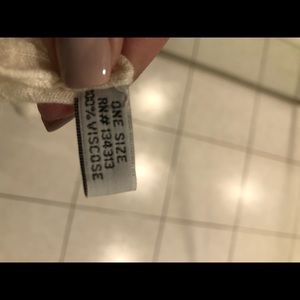 ONE SIZE
RN# 134313
100% VISCOSE